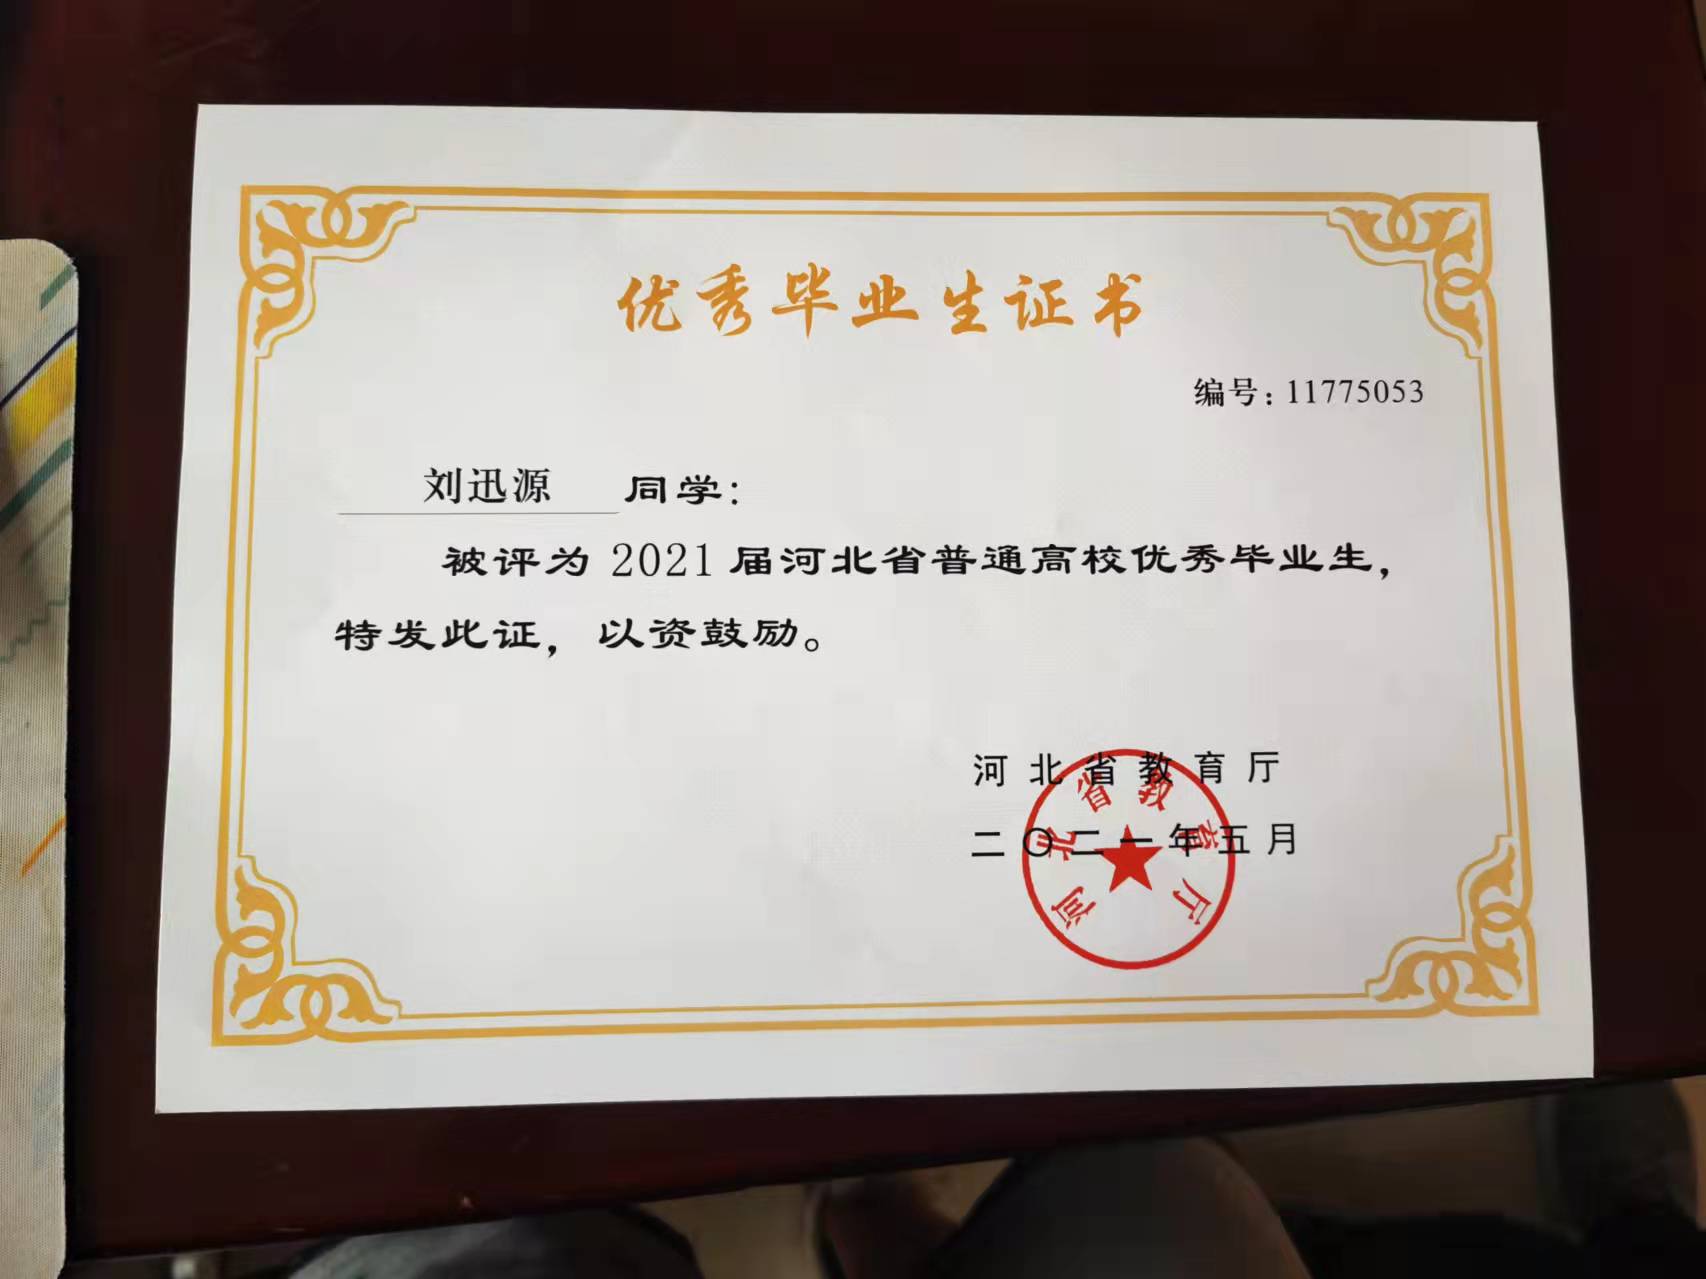 优秀毕业生证书
编号：11775053
刘迅源 同学：
被评为 2021 届河北省普通高校优秀毕业生，
特发此证，以资鼓励。
河北省教育厅
二〇二一年五月
河北省教育厅